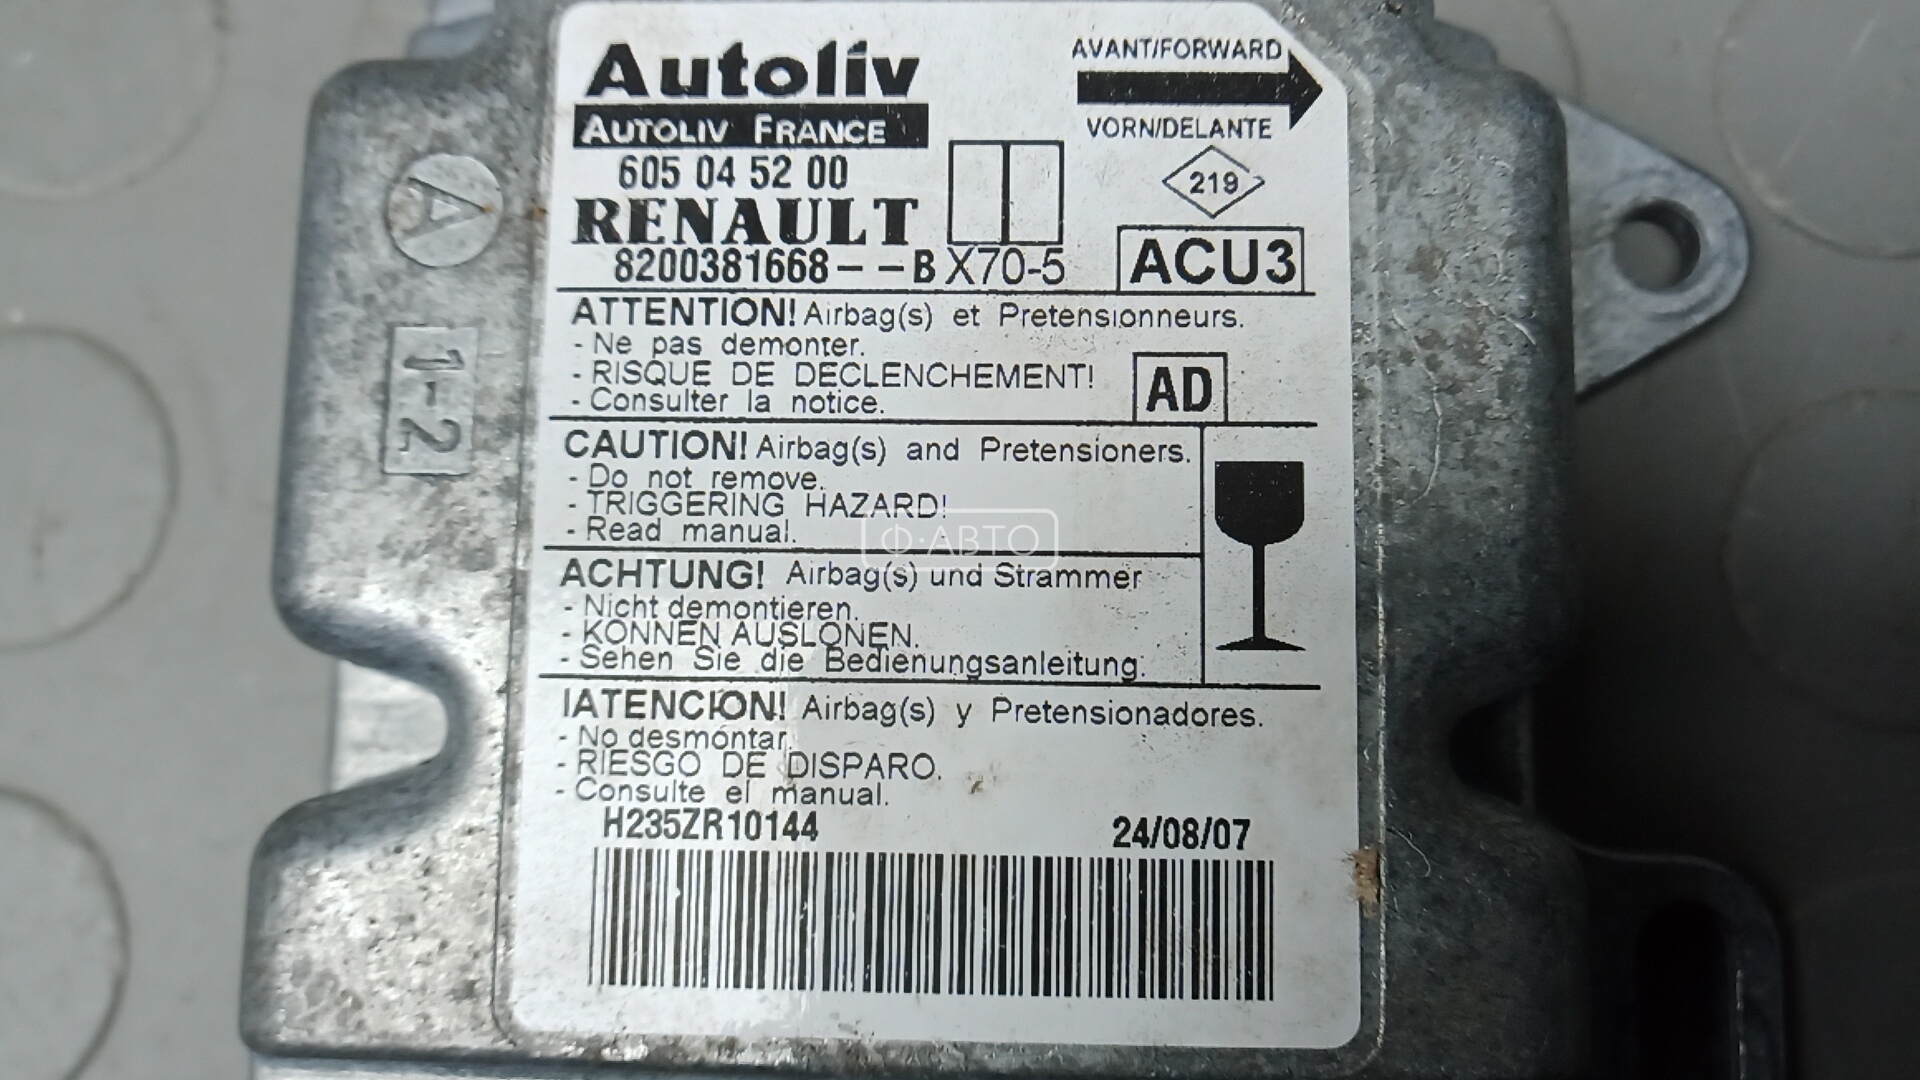 Autoliv
AUTOLIV FRANCE
605 04 52 00
RENAULT
8200381668--B X70-5
AVANT/FORWARD
VORN/DELANTE
219
ACU3
A
1-2
ATTENTION! Airbag(s) et Pretensionneurs.
- Ne pas demonter.
- RISQUE DE DECLENCHEMENT!
- Consulter la notice.
AD
CAUTION! Airbag(s) and Pretensioners.
- Do not remove.
- TRIGGERING HAZARD!
- Read manual.
Ф·АВТО
ACHTUNG! Airbag(s) und Strammer
- Nicht demontieren.
- KONNEN AUSLONEN.
- Sehen Sie die Bedienungsanleitung.
IATENCION! Airbag(s) y Pretensionadores.
- No desmóntar.
- RIESGO DE DISPARO.
- Consulte el manual.
H235ZR10144
24/08/07